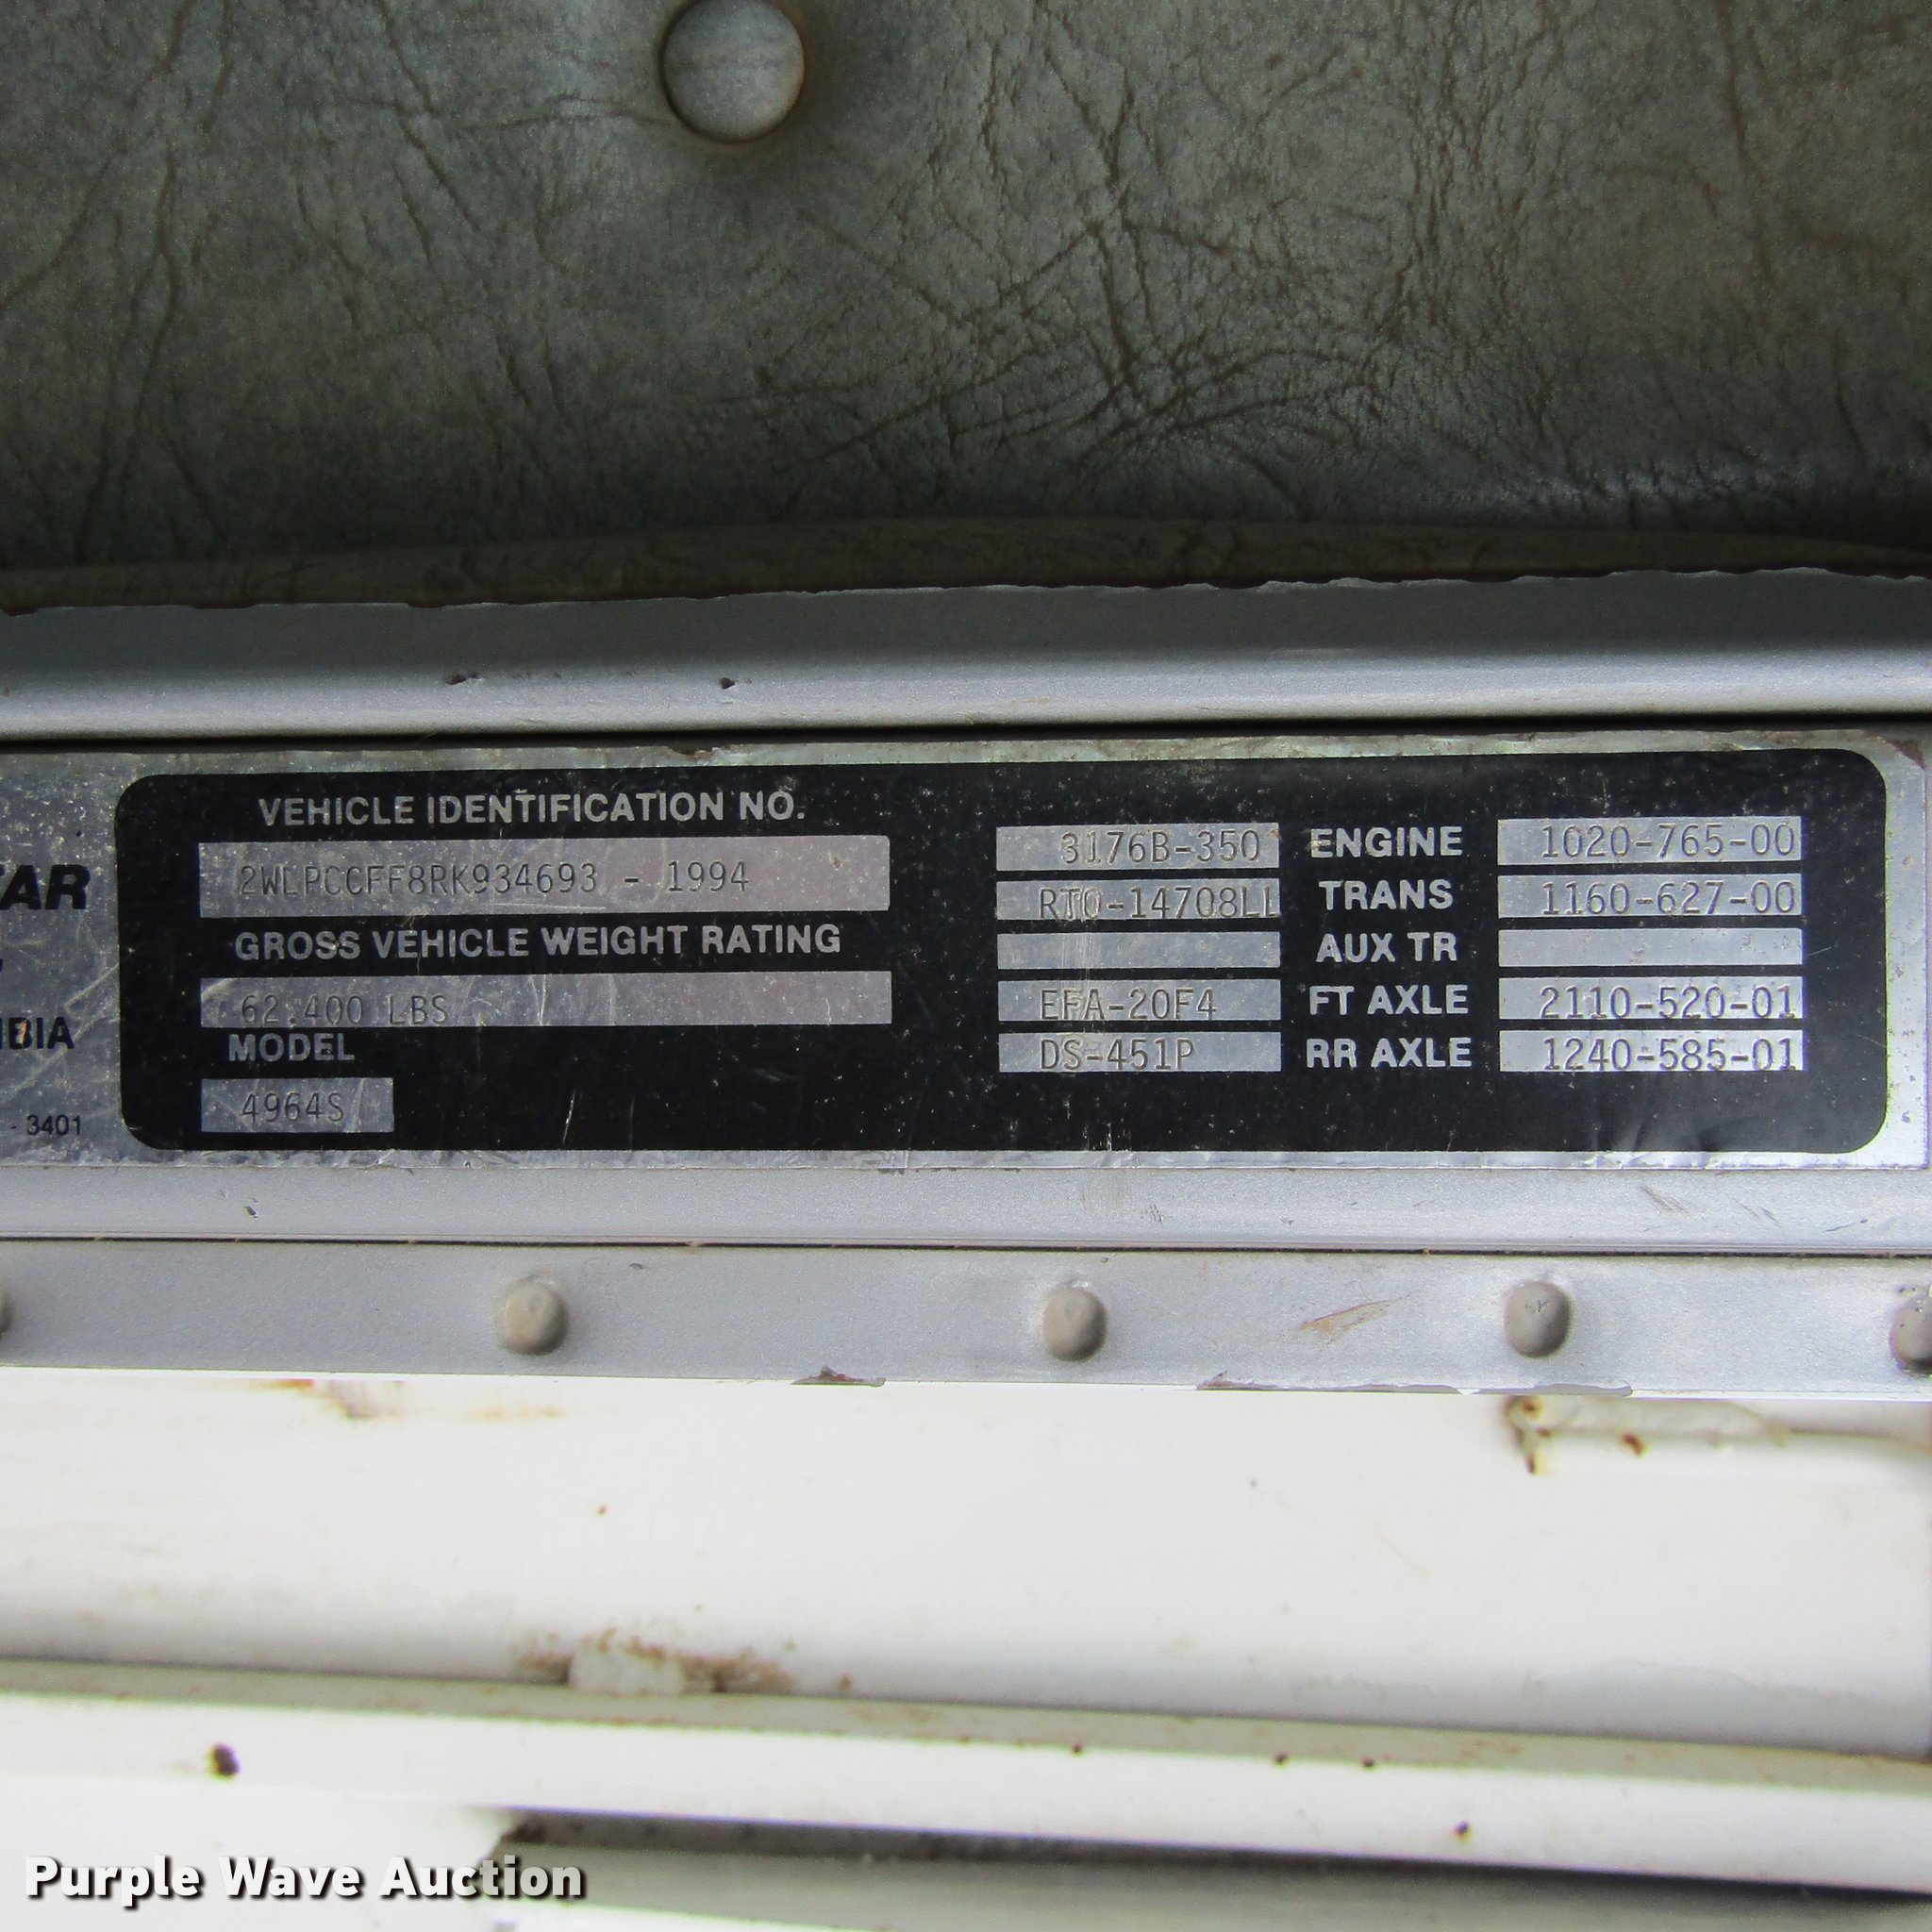 TAR
VEHICLE IDENTIFICATION NO.
2WLPCCFF8RK934693 - 1994
GROSS VEHICLE WEIGHT RATING
62,400 LBS
MODEL
4964S
3176B-350 ENGINE 1020-765-00
RTO-14708LL TRANS 1160-627-00
AUX TR
EFA-20F4 FT AXLE 2110-520-01
DS-451P RR AXLE 1240-585-01
MBIA
- 3401
Purple Wave Auction